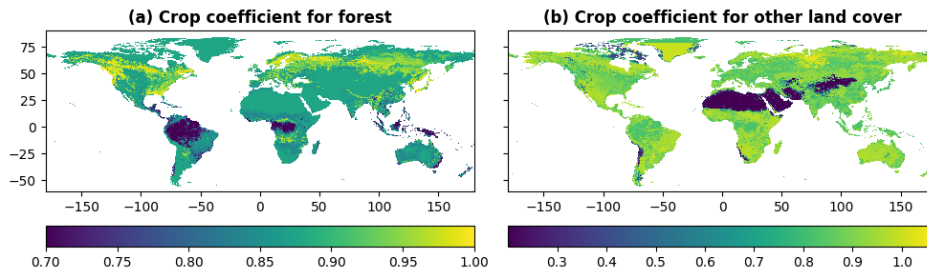 (a) Crop coefficient for forest
(b) Crop coefficient for other land cover
75
50
25
0
−25
−50
−150 −100 −50 0 50 100 150
−150 −100 −50 0 50 100 150
0.70 0.75 0.80 0.85 0.90 0.95 1.00
0.3 0.4 0.5 0.6 0.7 0.8 0.9 1.0